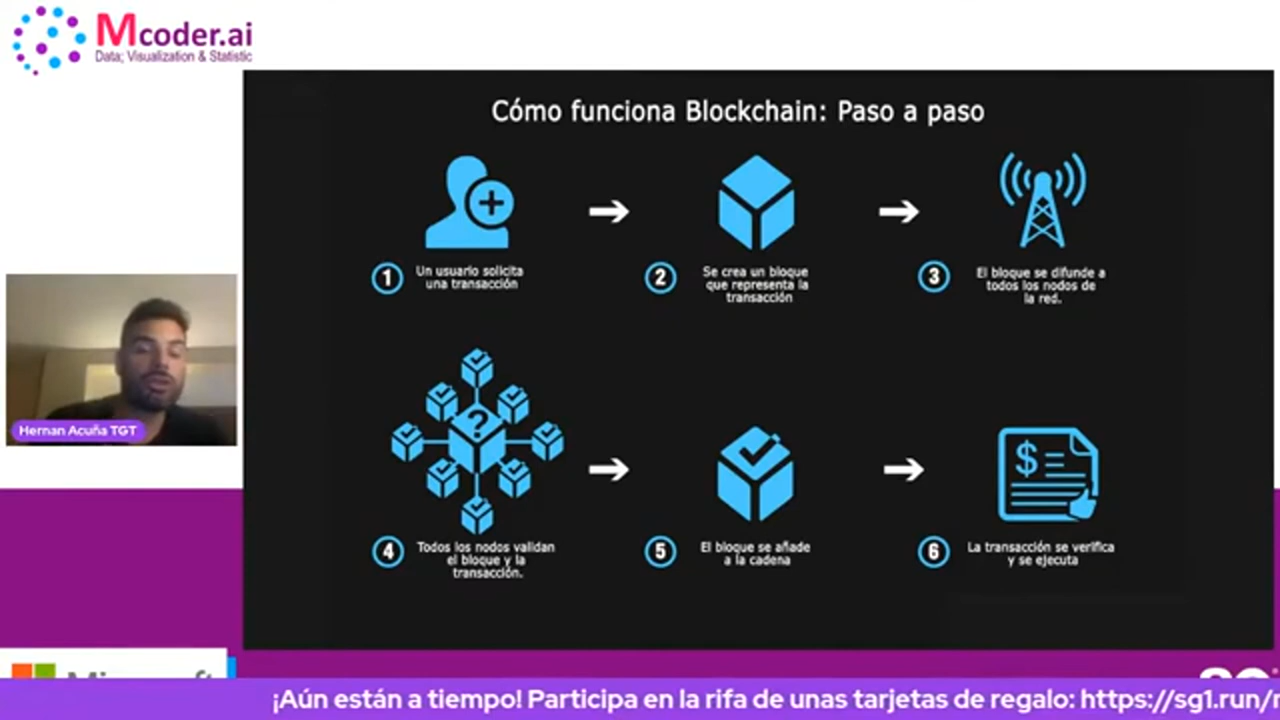 Mcoder.ai
Data; Visualization & Statistic
Cómo funciona Blockchain: Paso a paso
1 Un usuario solicita
una transacción
2 Se crea un bloque
que representa la
transacción
3 El bloque se difunde a
todos los nodos de
la red.
?
4 Todos los nodos validan
el bloque y la
transacción.
5 El bloque se añade
a la cadena
$
6 La transacción se verifica
y se ejecuta
Hernan Acuña TGT
¡Aún están a tiempo! Participa en la rifa de unas tarjetas de regalo: https://sg1.run/r